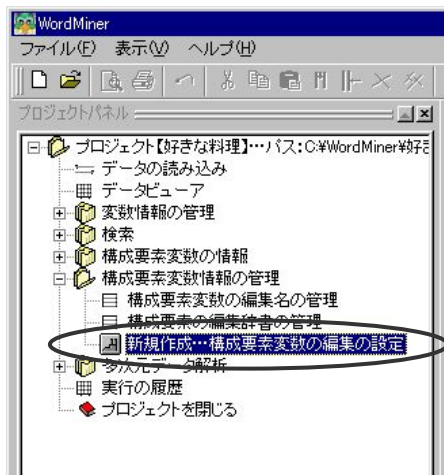 WordMiner
ファイル(F) 表示(V) ヘルプ(H)
プロジェクトパネル
プロジェクト【好きな料理】…パス:C:¥WordMiner¥好き
データの読み込み
データビューア
変数情報の管理
検索
構成要素変数の情報
構成要素変数情報の管理
構成要素変数の編集名の管理
構成要素の編集辞書の管理
新規作成…構成要素変数の編集の設定
多次元データ解析
実行の履歴
プロジェクトを閉じる